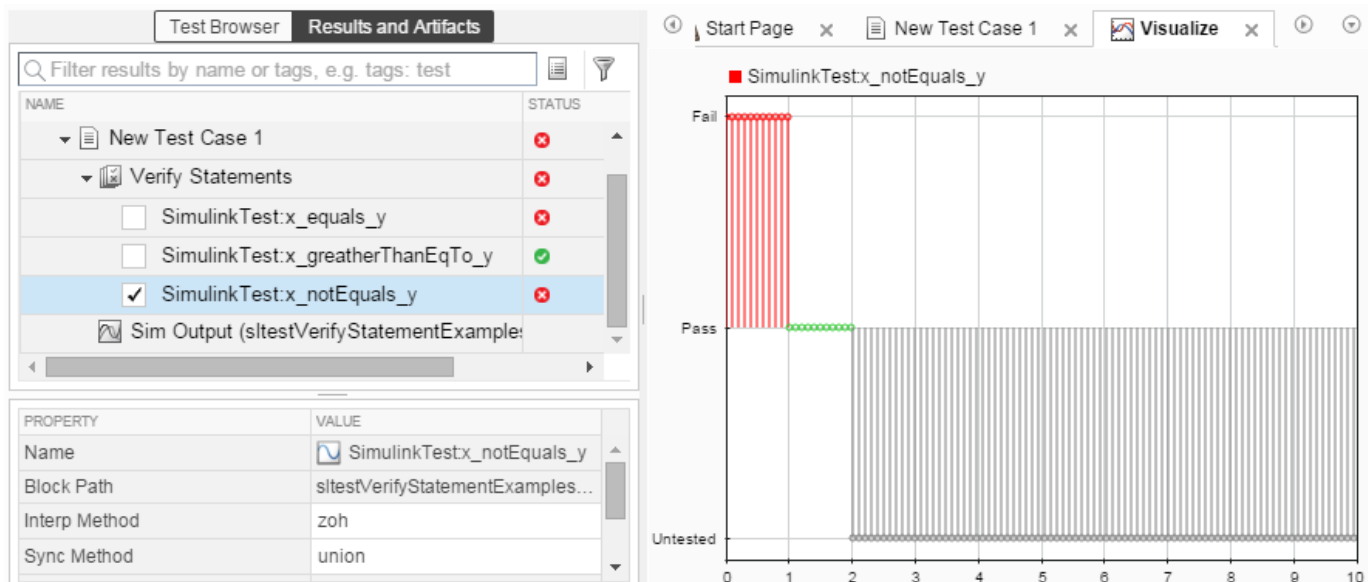 Test Browser Results and Artifacts
Filter results by name or tags, e.g. tags: test
NAME STATUS
New Test Case 1
Verify Statements
SimulinkTest:x_equals_y
SimulinkTest:x_greatherThanEqTo_y
SimulinkTest:x_notEquals_y
Sim Output (sltestVerifyStatementExamples
PROPERTY VALUE
Name SimulinkTest:x_notEquals_y
Block Path sltestVerifyStatementExamples...
Interp Method zoh
Sync Method union
Start Page New Test Case 1 Visualize
SimulinkTest:x_notEquals_y
Fail
Pass
Untested
0 1 2 3 4 5 6 7 8 9 10